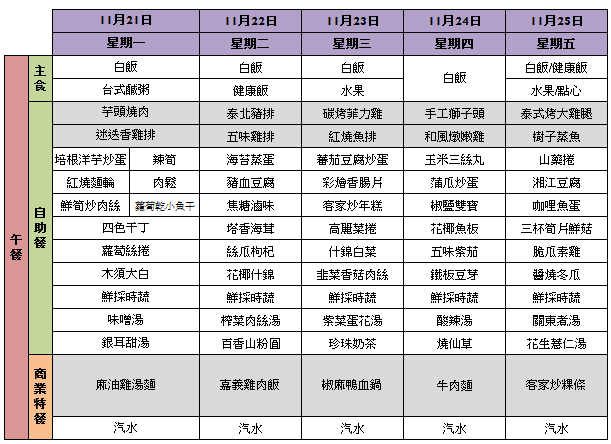 11月21日 11月22日 11月23日 11月24日 11月25日
星期一 星期二 星期三 星期四 星期五
午餐
主食
白飯 白飯 白飯 白飯 白飯/健康飯
台式鹹粥 健康飯 水果 水果/點心
自助餐
芋頭燒肉 泰北豬排 碳烤菲力雞 手工獅子頭 泰式烤大雞腿
迷迭香雞排 五味雞排 紅燒魚排 和風燉嫩雞 樹子蒸魚
培根洋芋炒蛋 辣筍 海苔蒸蛋 蕃茄豆腐炒蛋 玉米三絲丸 山藥捲
紅燒麵輪 肉鬆 豬血豆腐 彩燴香腸片 蒲瓜炒蛋 湘江豆腐
鮮筍炒肉絲 蘿蔔乾小魚干 焦糖滷味 客家炒年糕 椒鹽雙寶 咖哩魚蛋
四色干丁 塔香海茸 高麗菜捲 花椰魚板 三杯筍片鮮菇
蘿蔔絲捲 絲瓜枸杞 什錦白菜 五味紫茄 脆瓜素雞
木須大白 花椰什錦 韭菜香菇肉絲 鐵板豆芽 醬燒冬瓜
鮮採時蔬 鮮採時蔬 鮮採時蔬 鮮採時蔬 鮮採時蔬
味噌湯 榨菜肉絲湯 紫菜蛋花湯 酸辣湯 關東煮湯
銀耳甜湯 百香山粉圓 珍珠奶茶 燒仙草 花生薏仁湯
商業特餐
麻油雞湯麵 嘉義雞肉飯 椒麻鴨血鍋 牛肉麵 客家炒粿條
汽水 汽水 汽水 汽水 汽水